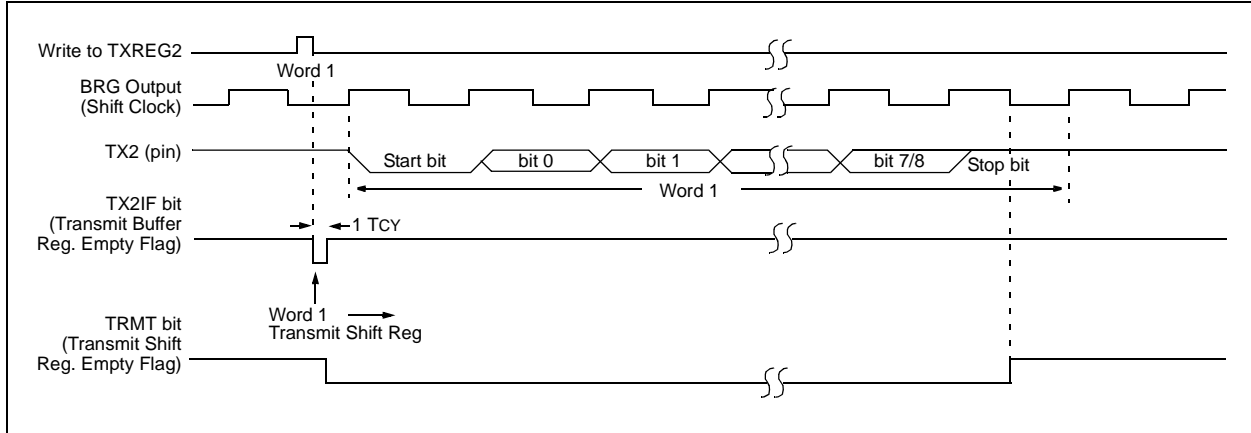 Write to TXREG2
Word 1
BRG Output
(Shift Clock)
TX2 (pin)
Start bit
bit 0
bit 1
bit 7/8
Stop bit
Word 1
TX2IF bit
(Transmit Buffer
Reg. Empty Flag)
1 TCY
Word 1
Transmit Shift Reg
TRMT bit
(Transmit Shift
Reg. Empty Flag)